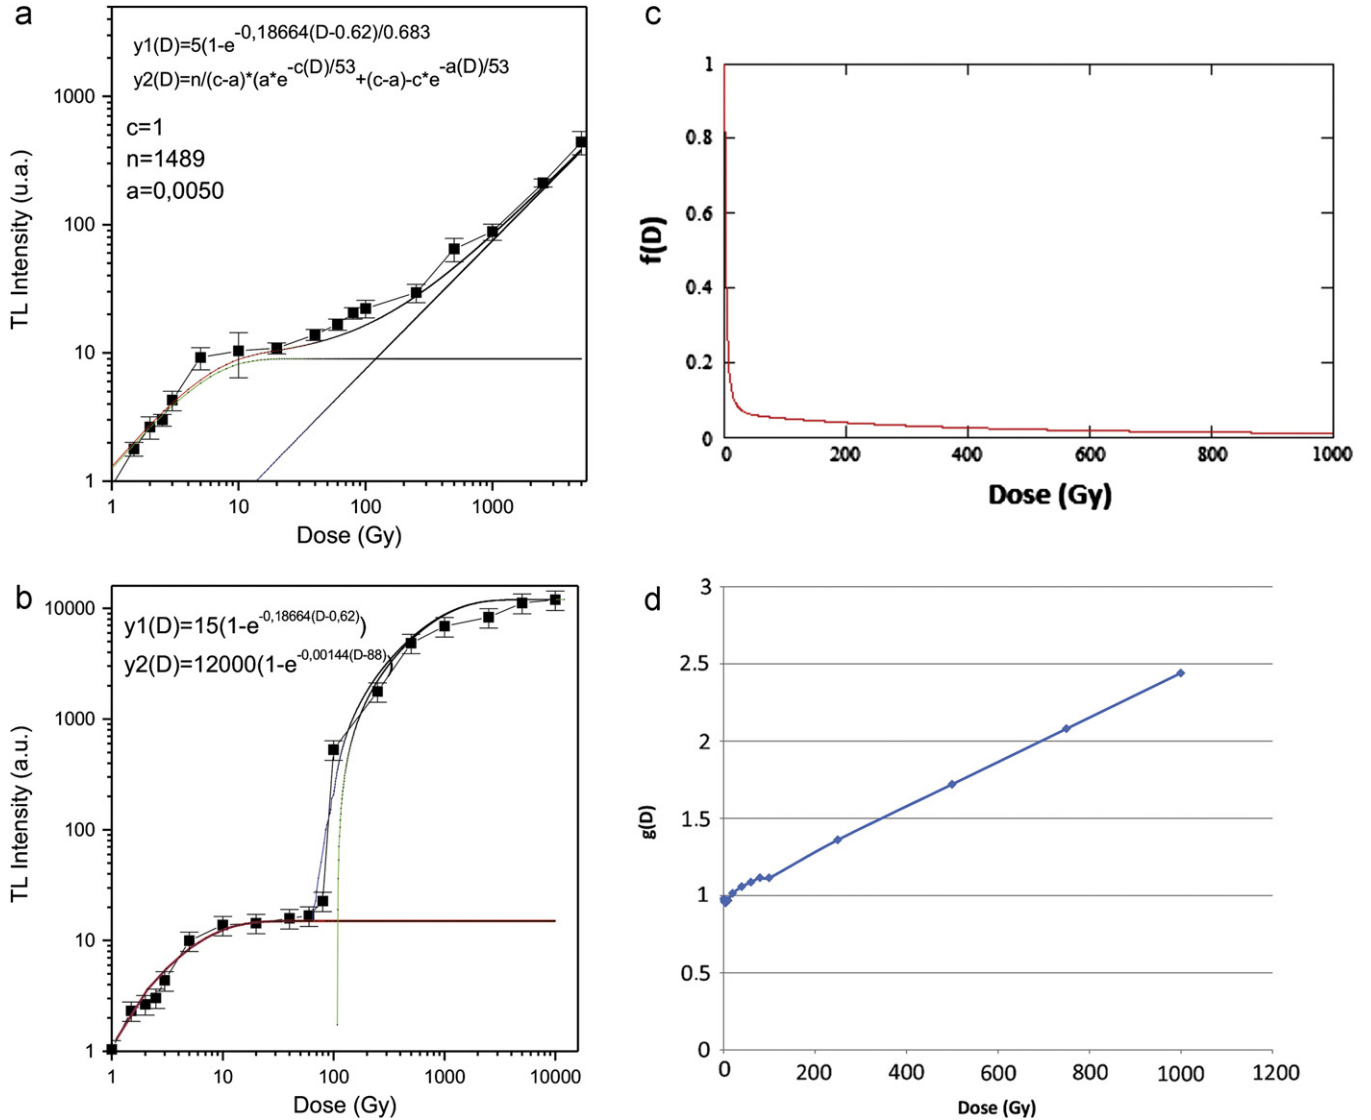 a
y1(D)=5(1-e-0,18664(D-0.62)/0.683
y2(D)=n/(c-a)*(a*e-c(D)/53+(c-a)-c*e-a(D)/53
c=1
n=1489
a=0,0050
1000
100
10
1
TL Intensity (u.a.)
1 10 100 1000
Dose (Gy)
c
1
0.8
0.6
0.4
0.2
0
f(D)
0 200 400 600 800 1000
Dose (Gy)
b
y1(D)=15(1-e-0,18664(D-0,62))
y2(D)=12000(1-e-0,00144(D-88))
10000
1000
100
10
1
TL Intensity (a.u.)
1 10 100 1000 10000
Dose (Gy)
d
3
2.5
2
1.5
1
0.5
0
g(D)
0 200 400 600 800 1000 1200
Dose (Gy)